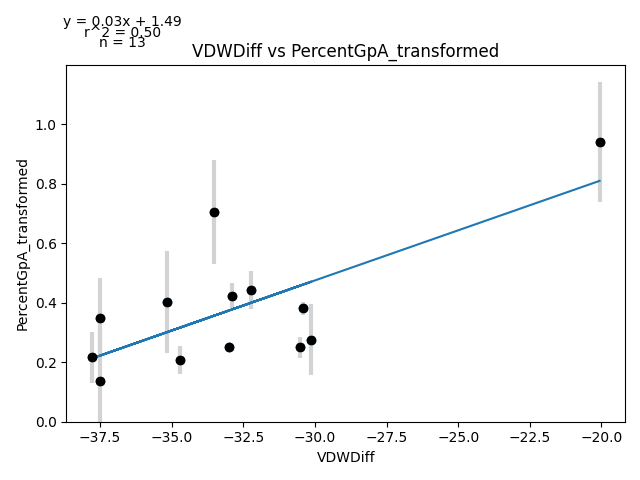 y = 0.03x + 1.49
r^2 = 0.50
n = 13
VDWDiff vs PercentGpA_transformed
PercentGpA_transformed
1.0
0.8
0.6
0.4
0.2
0.0
−37.5 −35.0 −32.5 −30.0 −27.5 −25.0 −22.5 −20.0
VDWDiff